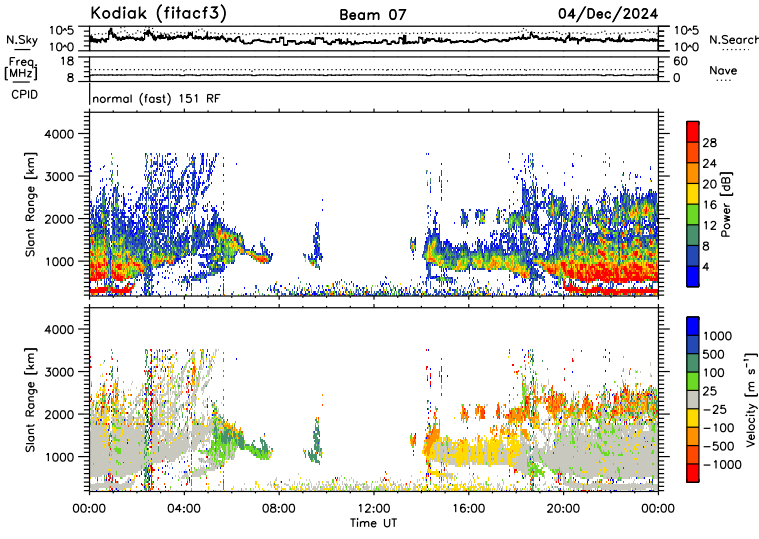 Kodiak (fitacf3) Beam 07 04/Dec/2024
N.Sky 10^5 10^0 10^5 10^0 N.Search
Freq. [MHz] 18 8 60 0 Nave
CPID normal (fast) 151 RF
Slant Range [km] 4000 3000 2000 1000
28 24 20 16 12 8 4 Power [dB]
Slant Range [km] 4000 3000 2000 1000
1000 500 100 25 -25 -100 -500 -1000 Velocity [m s^-1]
00:00 04:00 08:00 12:00 16:00 20:00 00:00
Time UT